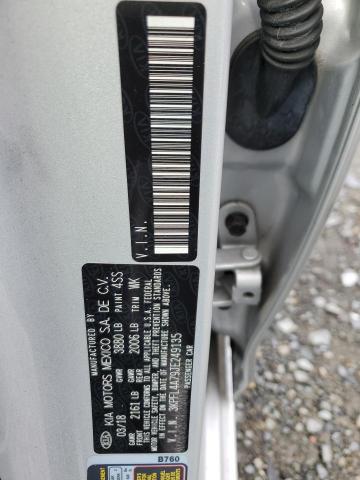 V.I.N.
MANUFACTURED BY
KIA KIA MOTORS MEXICO S.A. DE C.V.
03/18 GVWR 3880 LB PAINT 4SS
GAWR FRONT 2161 LB GAWR REAR 2006 LB TRIM WK
THIS VEHICLE CONFORMS TO ALL APPLICABLE U.S.A. FEDERAL
MOTOR VEHICLE SAFETY, BUMPER, AND THEFT PREVENTION
STANDARDS IN EFFECT ON THE DATE OF MANUFACTURE
SHOWN ABOVE.
V.I.N. 3KPFL4A79JE249135
PASSENGER CAR
B760